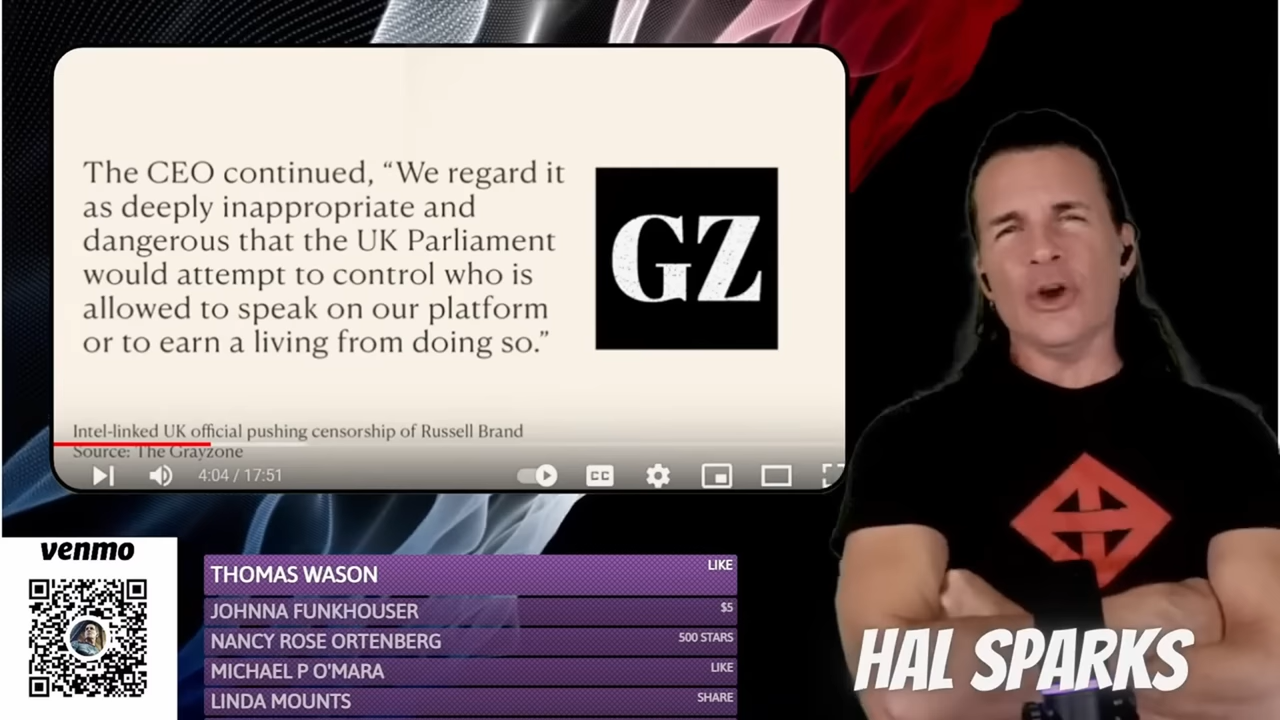 The CEO continued, “We regard it
as deeply inappropriate and
dangerous that the UK Parliament
would attempt to control who is
allowed to speak on our platform
or to earn a living from doing so.”
GZ
Intel-linked UK official pushing censorship of Russell Brand
Source: The Grayzone
4:04 / 17:51
CC
venmo
THOMAS WASON LIKE
JOHNNA FUNKHOUSER $5
NANCY ROSE ORTENBERG 500 STARS
MICHAEL P O'MARA LIKE
LINDA MOUNTS SHARE
HAL SPARKS